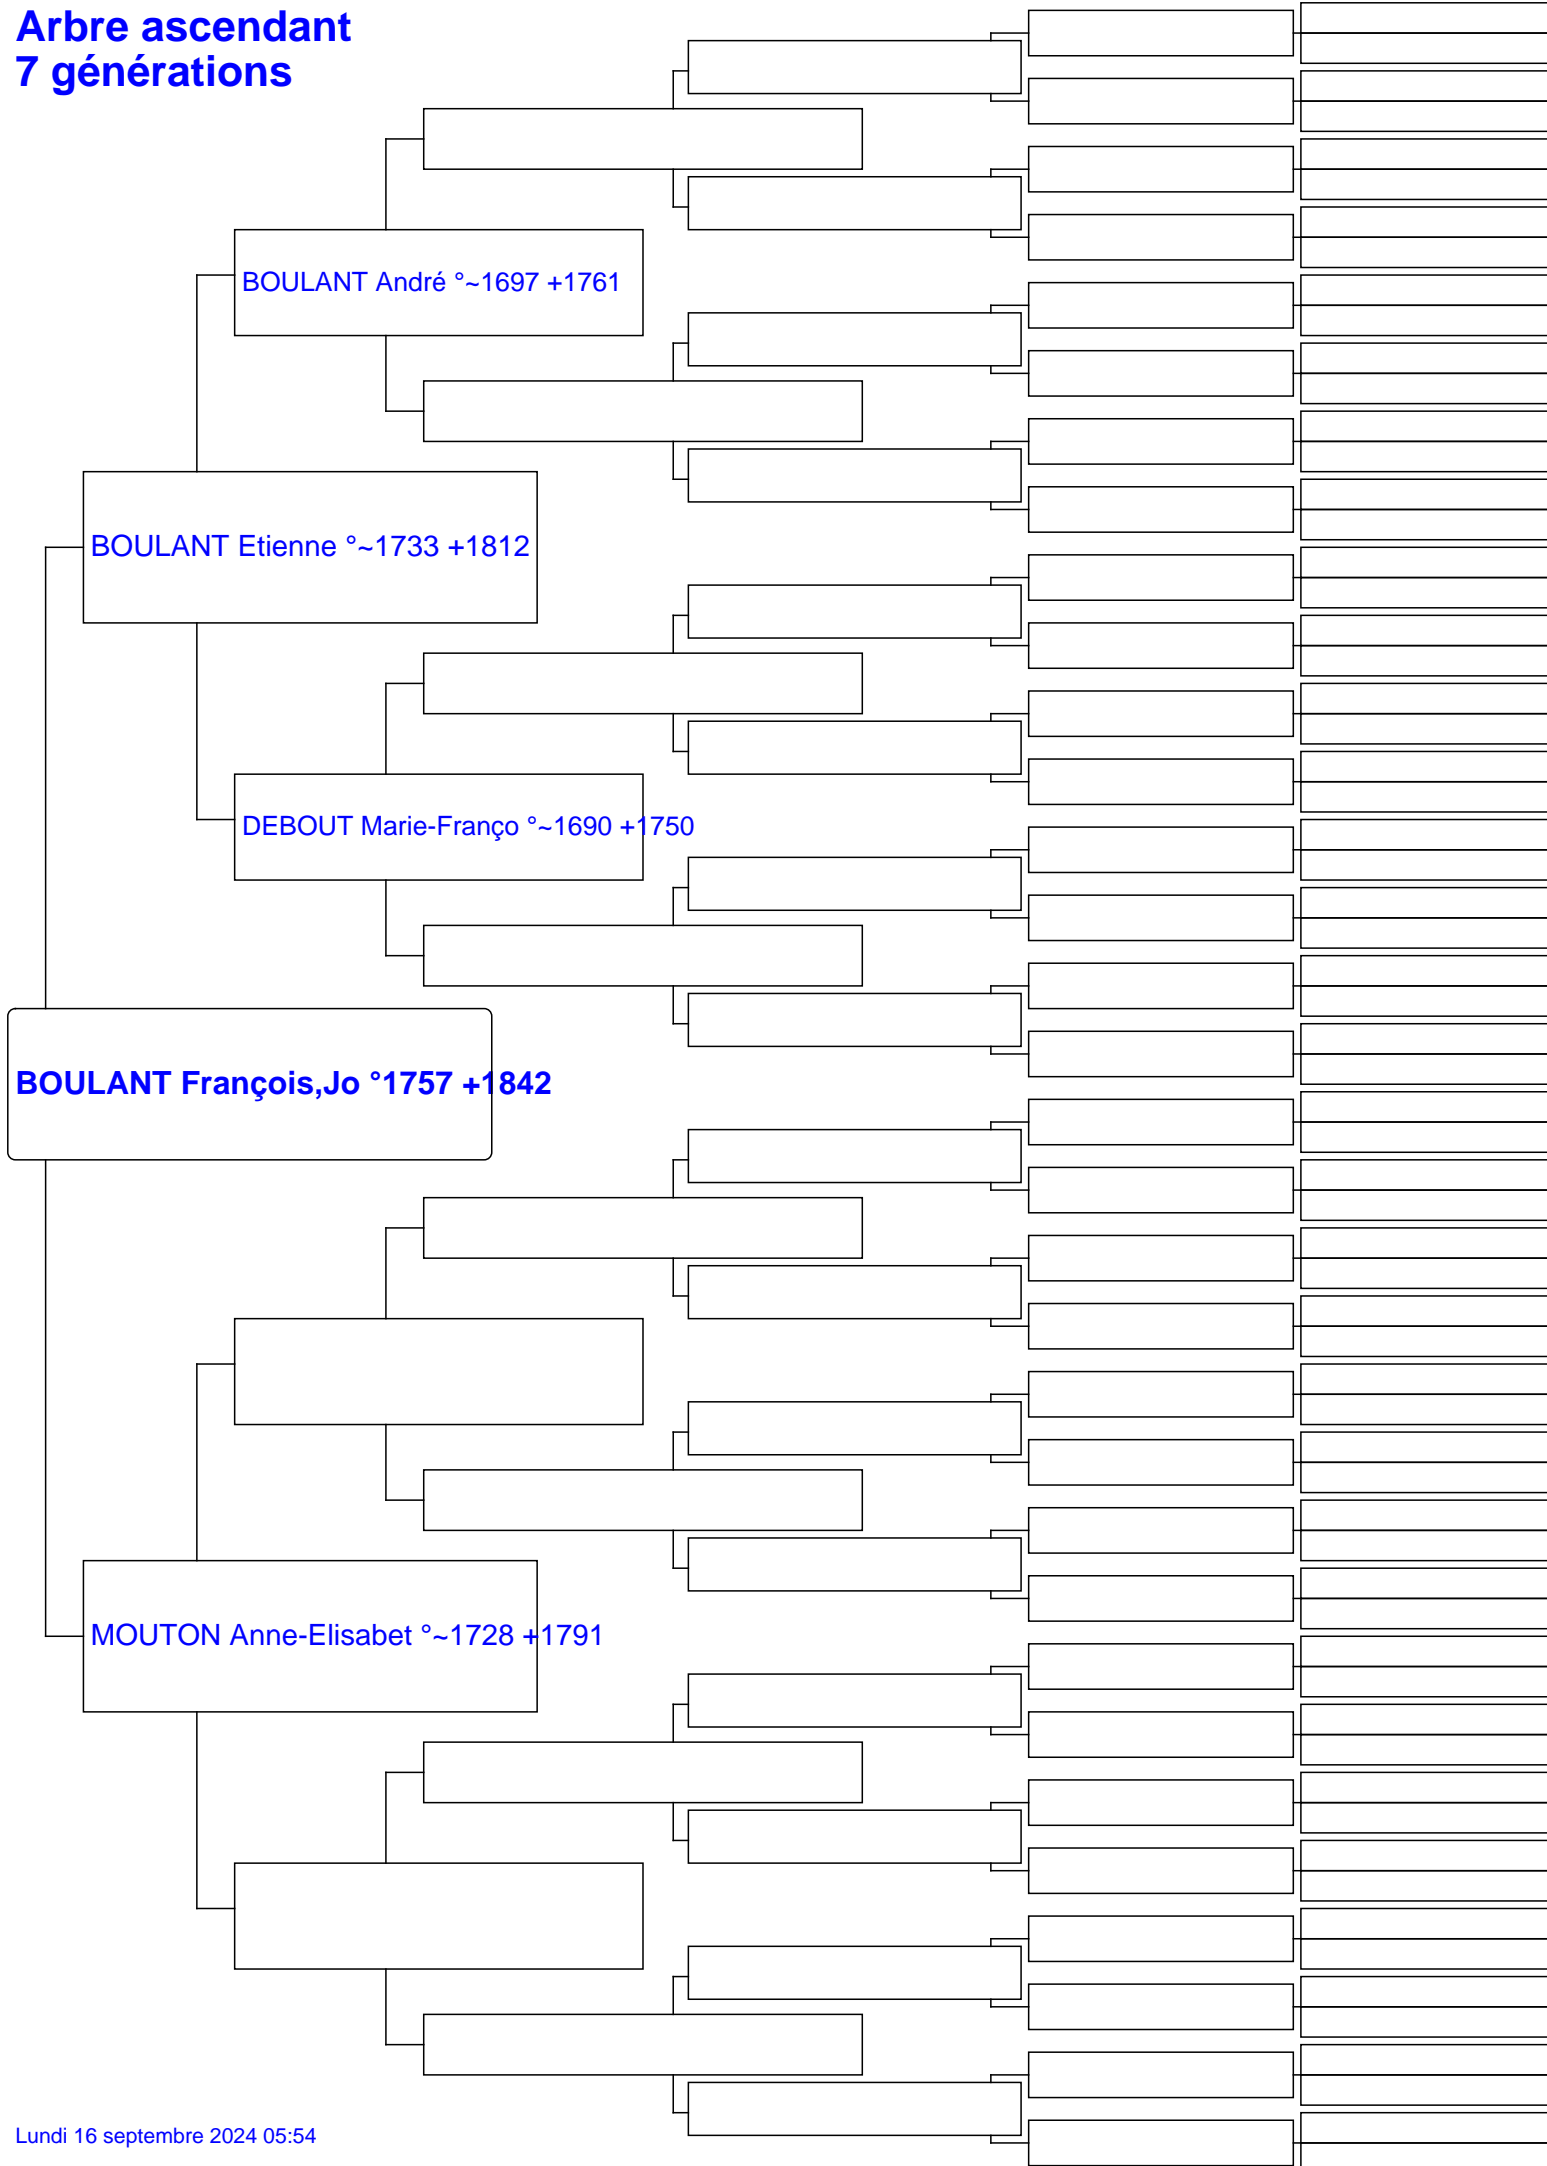 Arbre ascendant
7 générations
BOULANT André °~1697 +1761
BOULANT Etienne °~1733 +1812
DEBOUT Marie-Franço °~1690 +1750
BOULANT François,Jo °1757 +1842
MOUTON Anne-Elisabet °~1728 +1791
Lundi 16 septembre 2024 05:54